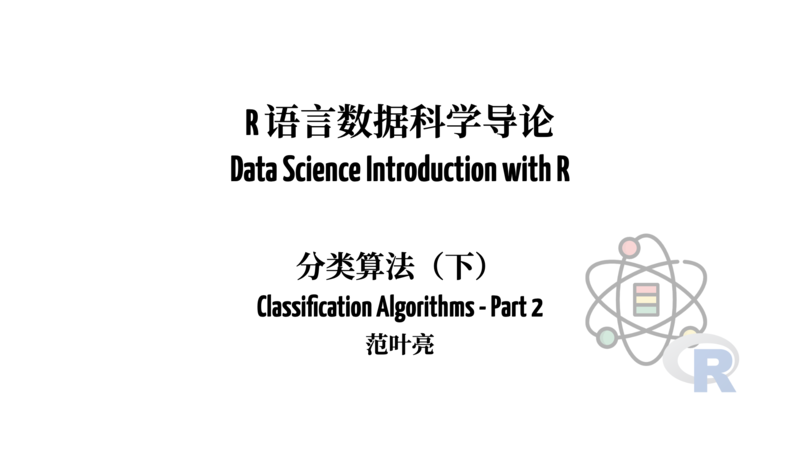 R 语言数据科学导论
Data Science Introduction with R
分类算法（下）
Classification Algorithms - Part 2
范叶亮
R